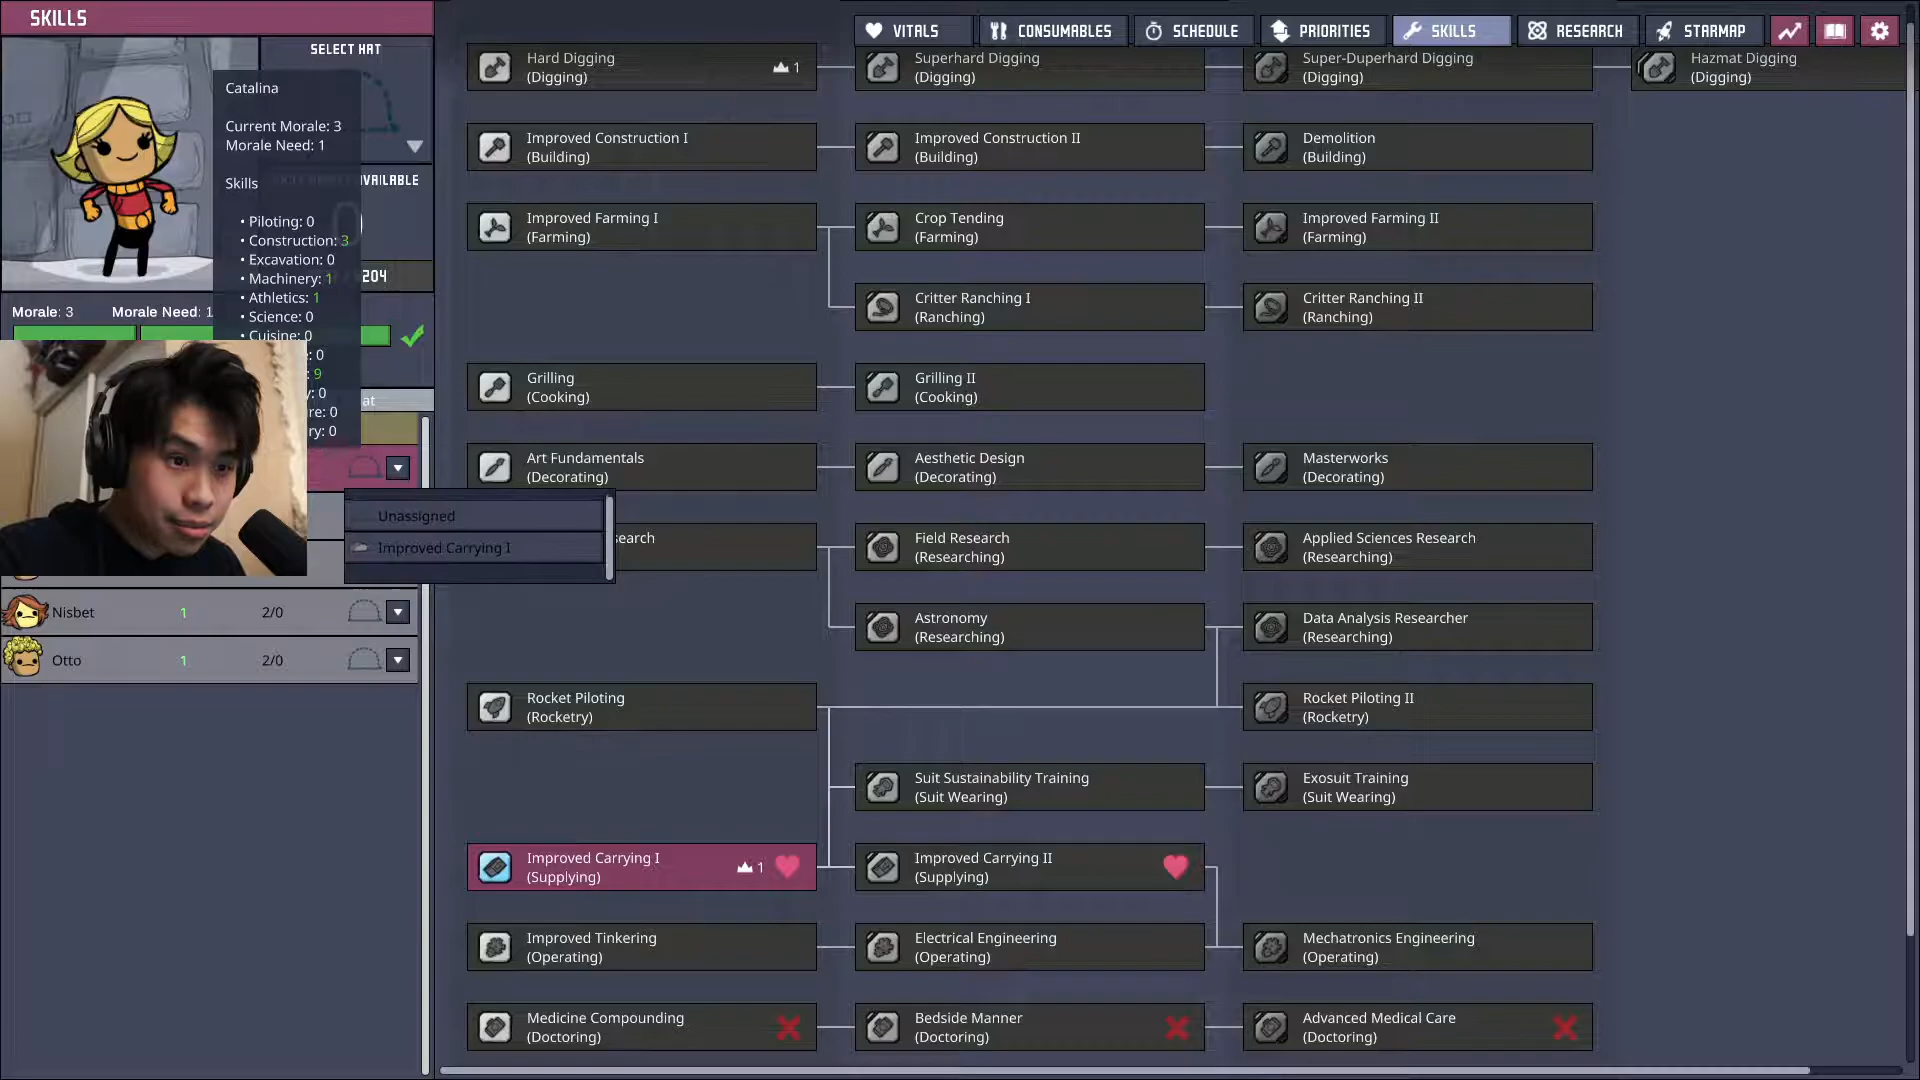 SKILLS
VITALS
CONSUMABLES
SCHEDULE
PRIORITIES
SKILLS
RESEARCH
STARMAP
SELECT HAT
Catalina
Current Morale: 3
Morale Need: 1
Skills
• Piloting: 0
• Construction: 3
• Excavation: 0
• Machinery: 1
• Athletics: 1
• Science: 0
• Cuisine: 0
: 0
: 9
: 0
: 0
: 0
204
Morale: 3
Morale Need: 1
Nisbet 1 2/0
Otto 1 2/0
Unassigned
Improved Carrying I
Hard Digging
(Digging)
1
Superhard Digging
(Digging)
Super-Duperhard Digging
(Digging)
Hazmat Digging
(Digging)
Improved Construction I
(Building)
Improved Construction II
(Building)
Demolition
(Building)
Improved Farming I
(Farming)
Crop Tending
(Farming)
Improved Farming II
(Farming)
Critter Ranching I
(Ranching)
Critter Ranching II
(Ranching)
Grilling
(Cooking)
Grilling II
(Cooking)
Art Fundamentals
(Decorating)
Aesthetic Design
(Decorating)
Masterworks
(Decorating)
Field Research
(Researching)
Applied Sciences Research
(Researching)
Astronomy
(Researching)
Data Analysis Researcher
(Researching)
Rocket Piloting
(Rocketry)
Rocket Piloting II
(Rocketry)
Suit Sustainability Training
(Suit Wearing)
Exosuit Training
(Suit Wearing)
Improved Carrying I
(Supplying)
1
Improved Carrying II
(Supplying)
Improved Tinkering
(Operating)
Electrical Engineering
(Operating)
Mechatronics Engineering
(Operating)
Medicine Compounding
(Doctoring)
Bedside Manner
(Doctoring)
Advanced Medical Care
(Doctoring)